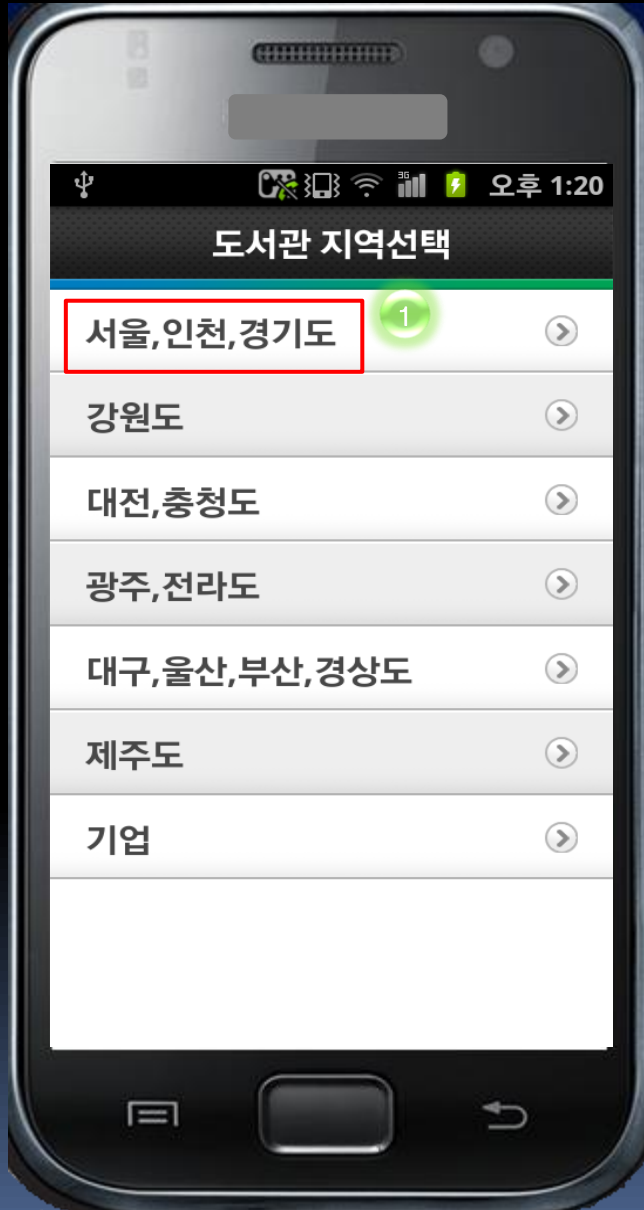 3G
오후 1:20
도서관 지역선택
서울,인천,경기도
1
강원도
대전,충청도
광주,전라도
대구,울산,부산,경상도
제주도
기업